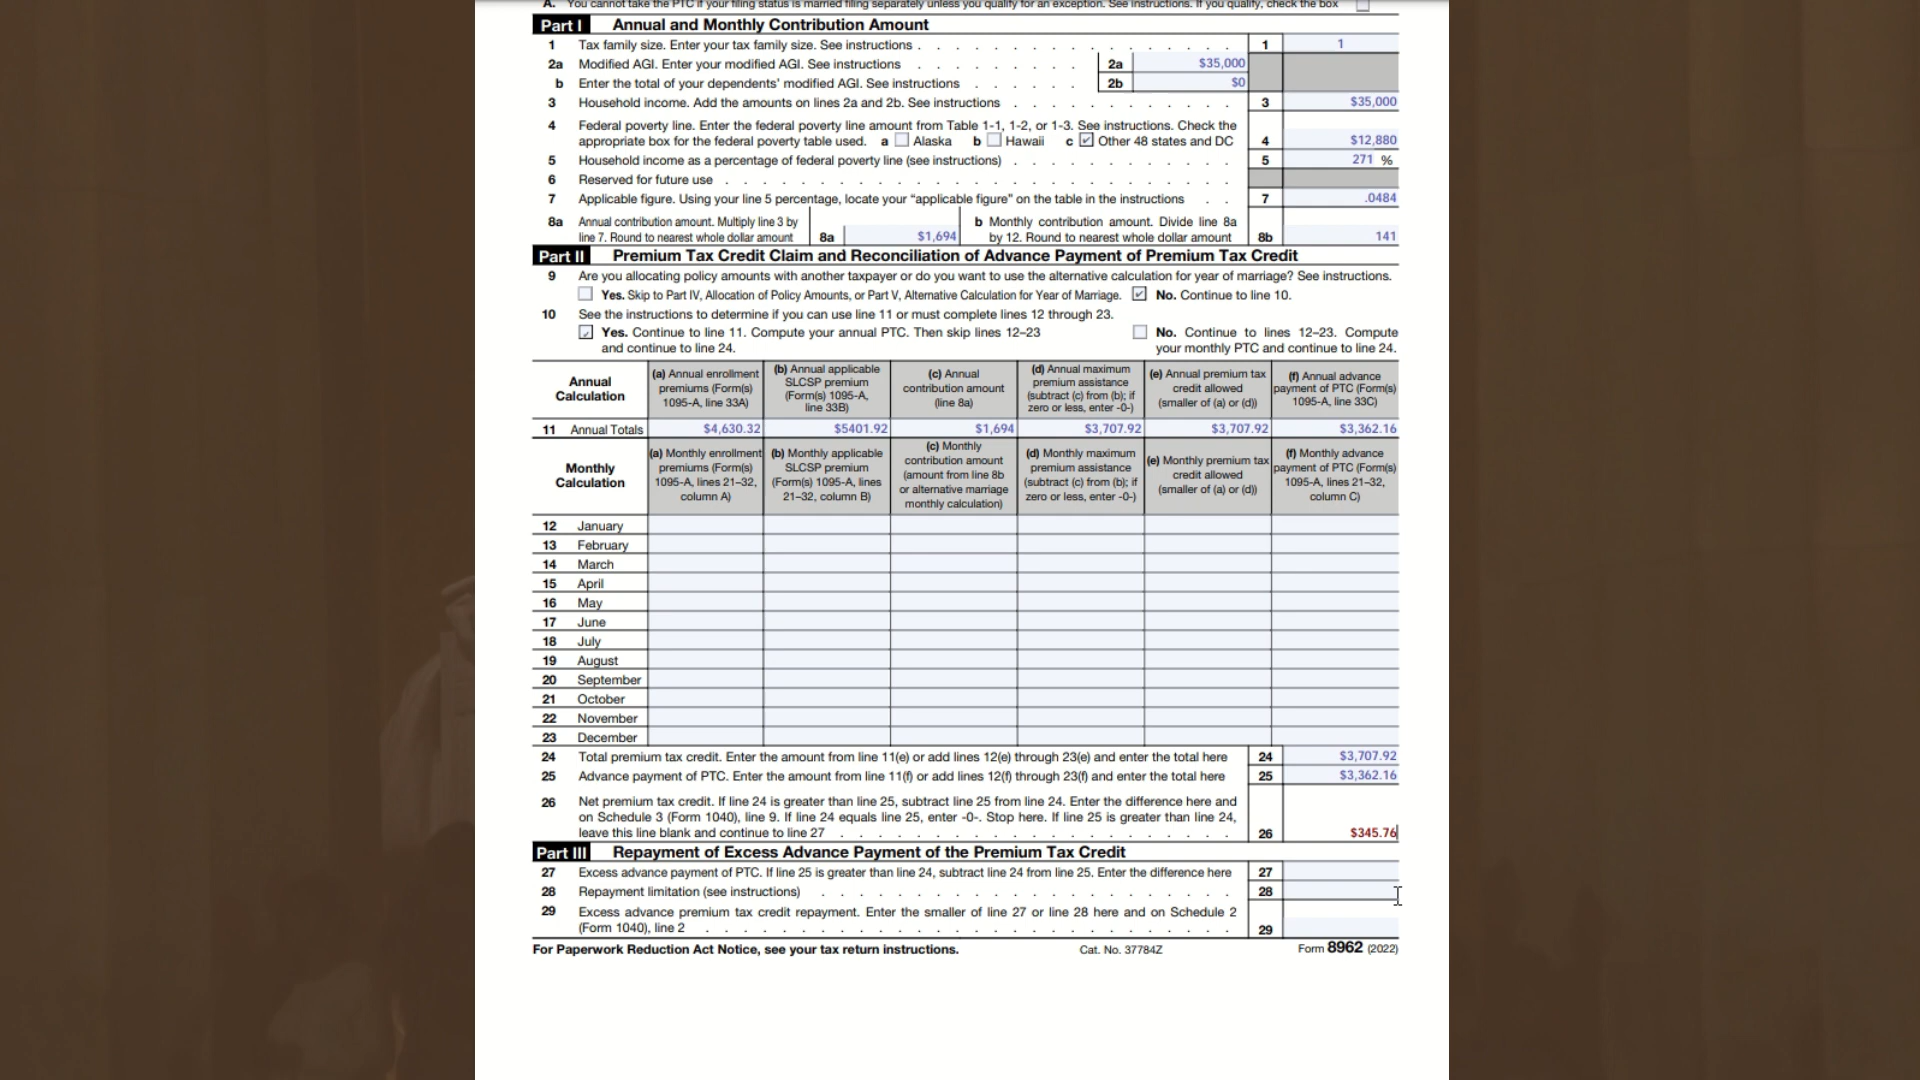 A. You cannot take the PTC if your filing status is married filing separately unless you qualify for an exception. See instructions. If you qualify, check the box
Part I Annual and Monthly Contribution Amount
1 Tax family size. Enter your tax family size. See instructions . . . . . . . . . . . . . . . . . 1 1
2a Modified AGI. Enter your modified AGI. See instructions . . . . . . . . . 2a $35,000
b Enter the total of your dependents’ modified AGI. See instructions . . . . . . 2b $0
3 Household income. Add the amounts on lines 2a and 2b. See instructions . . . . . . . . . . . . 3 $35,000
4 Federal poverty line. Enter the federal poverty line amount from Table 1-1, 1-2, or 1-3. See instructions. Check the
appropriate box for the federal poverty table used. a Alaska b Hawaii c Other 48 states and DC 4 $12,880
5 Household income as a percentage of federal poverty line (see instructions) . . . . . . . . . . . . 5 271 %
6 Reserved for future use . . . . . . . . . . . . . . . . . . . . . . . . . .
7 Applicable figure. Using your line 5 percentage, locate your “applicable figure” on the table in the instructions . . 7 .0484
8a Annual contribution amount. Multiply line 3 by
line 7. Round to nearest whole dollar amount 8a $1,694
b Monthly contribution amount. Divide line 8a
by 12. Round to nearest whole dollar amount 8b 141
Part II Premium Tax Credit Claim and Reconciliation of Advance Payment of Premium Tax Credit
9 Are you allocating policy amounts with another taxpayer or do you want to use the alternative calculation for year of marriage? See instructions.
Yes. Skip to Part IV, Allocation of Policy Amounts, or Part V, Alternative Calculation for Year of Marriage. No. Continue to line 10.
10 See the instructions to determine if you can use line 11 or must complete lines 12 through 23.
Yes. Continue to line 11. Compute your annual PTC. Then skip lines 12–23
and continue to line 24.
No. Continue to lines 12–23. Compute
your monthly PTC and continue to line 24.
Annual
Calculation
(a) Annual enrollment
premiums (Form(s)
1095-A, line 33A)
(b) Annual applicable
SLCSP premium
(Form(s) 1095-A,
line 33B)
(c) Annual
contribution amount
(line 8a)
(d) Annual maximum
premium assistance
(subtract (c) from (b); if
zero or less, enter -0-)
(e) Annual premium tax
credit allowed
(smaller of (a) or (d))
(f) Annual advance
payment of PTC (Form(s)
1095-A, line 33C)
11 Annual Totals $4,630.32 $5401.92 $1,694 $3,707.92 $3,707.92 $3,362.16
Monthly
Calculation
(a) Monthly enrollment
premiums (Form(s)
1095-A, lines 21–32,
column A)
(b) Monthly applicable
SLCSP premium
(Form(s) 1095-A, lines
21–32, column B)
(c) Monthly
contribution amount
(amount from line 8b
or alternative marriage
monthly calculation)
(d) Monthly maximum
premium assistance
(subtract (c) from (b); if
zero or less, enter -0-)
(e) Monthly premium tax
credit allowed
(smaller of (a) or (d))
(f) Monthly advance
payment of PTC (Form(s)
1095-A, lines 21–32,
column C)
12 January
13 February
14 March
15 April
16 May
17 June
18 July
19 August
20 September
21 October
22 November
23 December
24 Total premium tax credit. Enter the amount from line 11(e) or add lines 12(e) through 23(e) and enter the total here 24 $3,707.92
25 Advance payment of PTC. Enter the amount from line 11(f) or add lines 12(f) through 23(f) and enter the total here 25 $3,362.16
26 Net premium tax credit. If line 24 is greater than line 25, subtract line 25 from line 24. Enter the difference here and
on Schedule 3 (Form 1040), line 9. If line 24 equals line 25, enter -0-. Stop here. If line 25 is greater than line 24,
leave this line blank and continue to line 27 . . . . . . . . . . . . . . . . . . . . . 26 $345.76
Part III Repayment of Excess Advance Payment of the Premium Tax Credit
27 Excess advance payment of PTC. If line 25 is greater than line 24, subtract line 24 from line 25. Enter the difference here 27
28 Repayment limitation (see instructions) . . . . . . . . . . . . . . . . . . . . . . 28
29 Excess advance premium tax credit repayment. Enter the smaller of line 27 or line 28 here and on Schedule 2
(Form 1040), line 2 . . . . . . . . . . . . . . . . . . . . . . . . . . . 29
For Paperwork Reduction Act Notice, see your tax return instructions. Cat. No. 37784Z Form 8962 (2022)